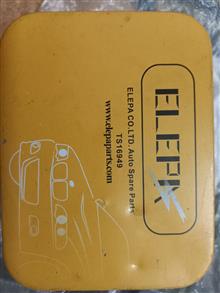 ELEPA
ELEPA CO.LTD. Auto Spare Parts
TS16949
www.elepaparts.com